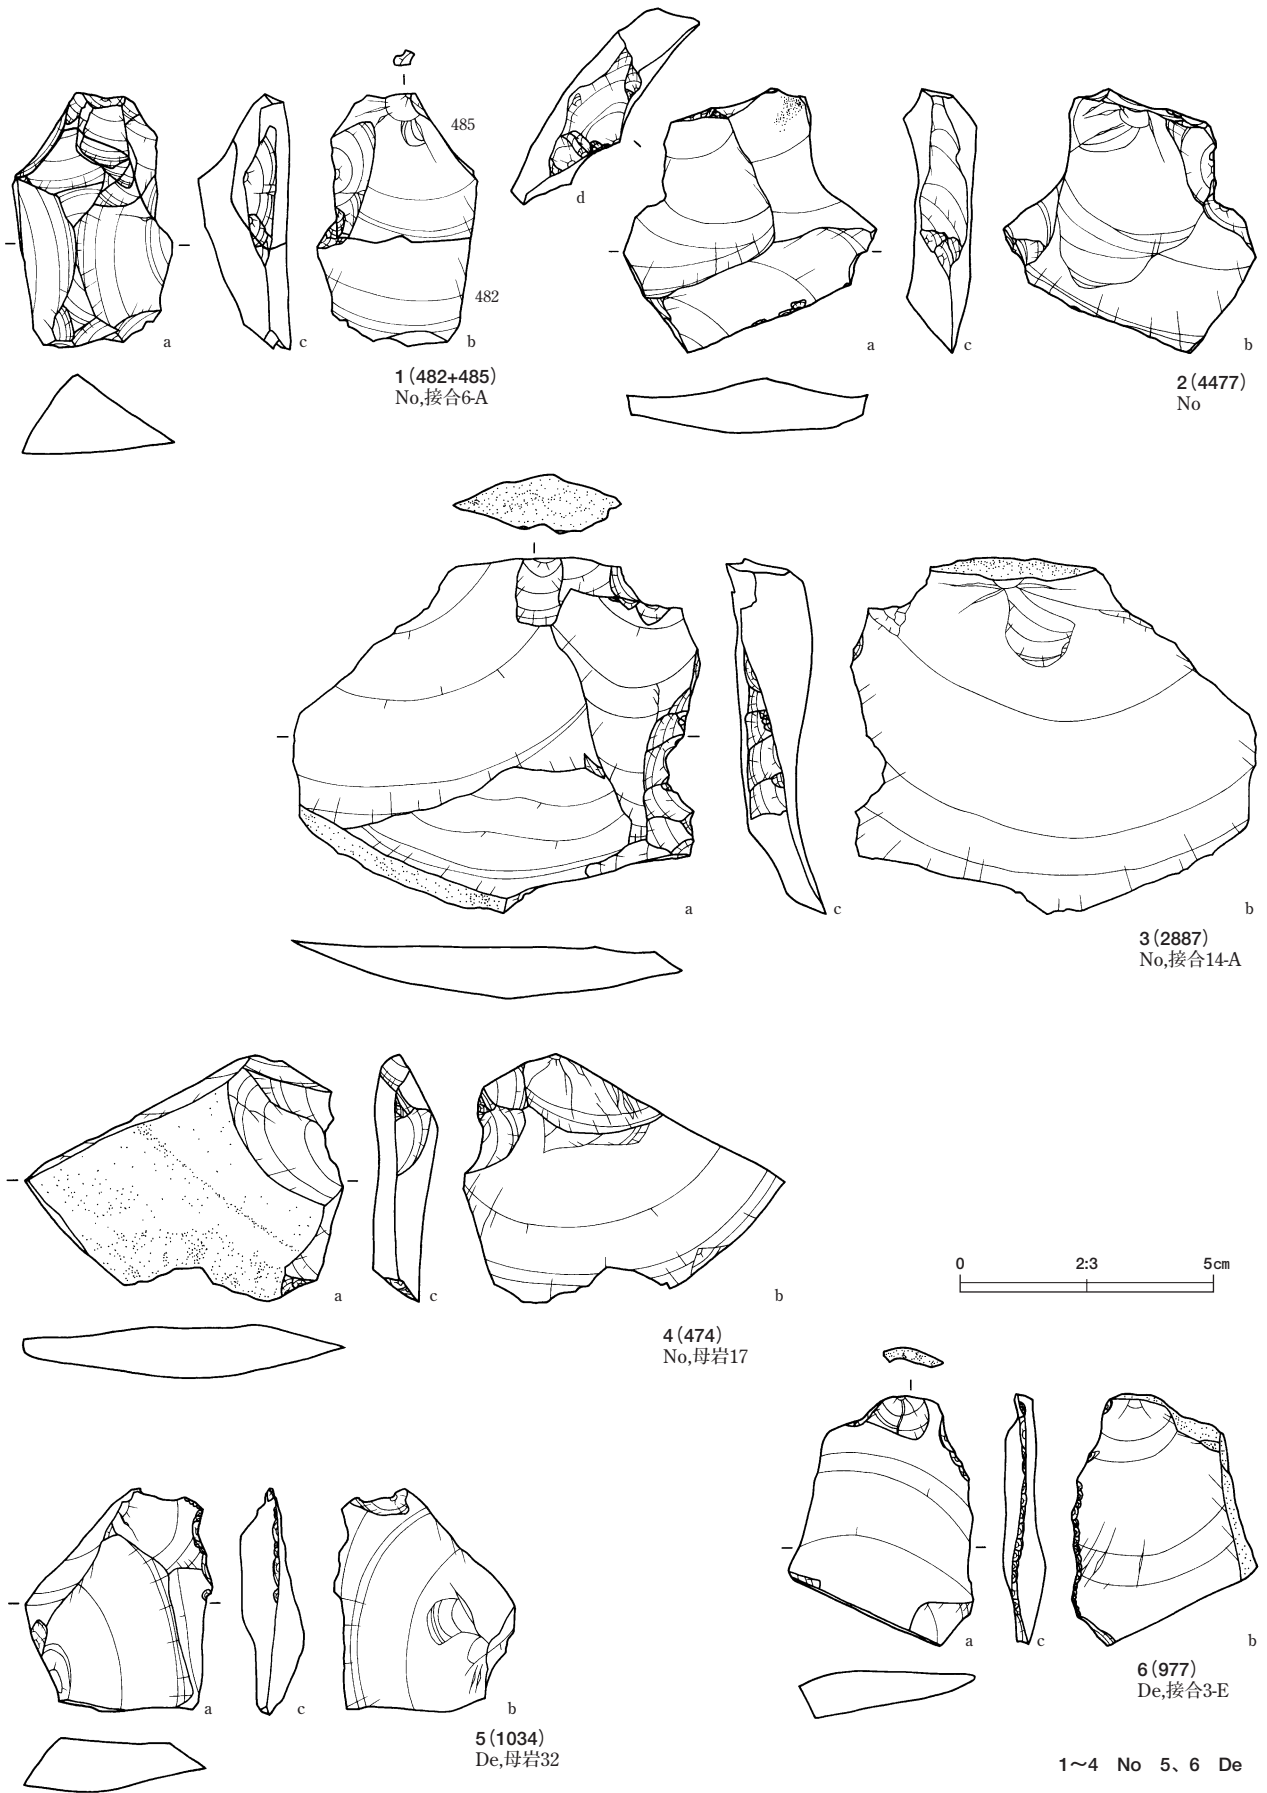 485
482
a
c
b
1(482+485)
No,接合6-A
d
a
c
b
2(4477)
No
a
c
b
3(2887)
No,接合14-A
a
c
b
4(474)
No,母岩17
0 2:3 5cm
a
c
b
5(1034)
De,母岩32
a
c
b
6(977)
De,接合3-E
1〜4 No 5、6 De